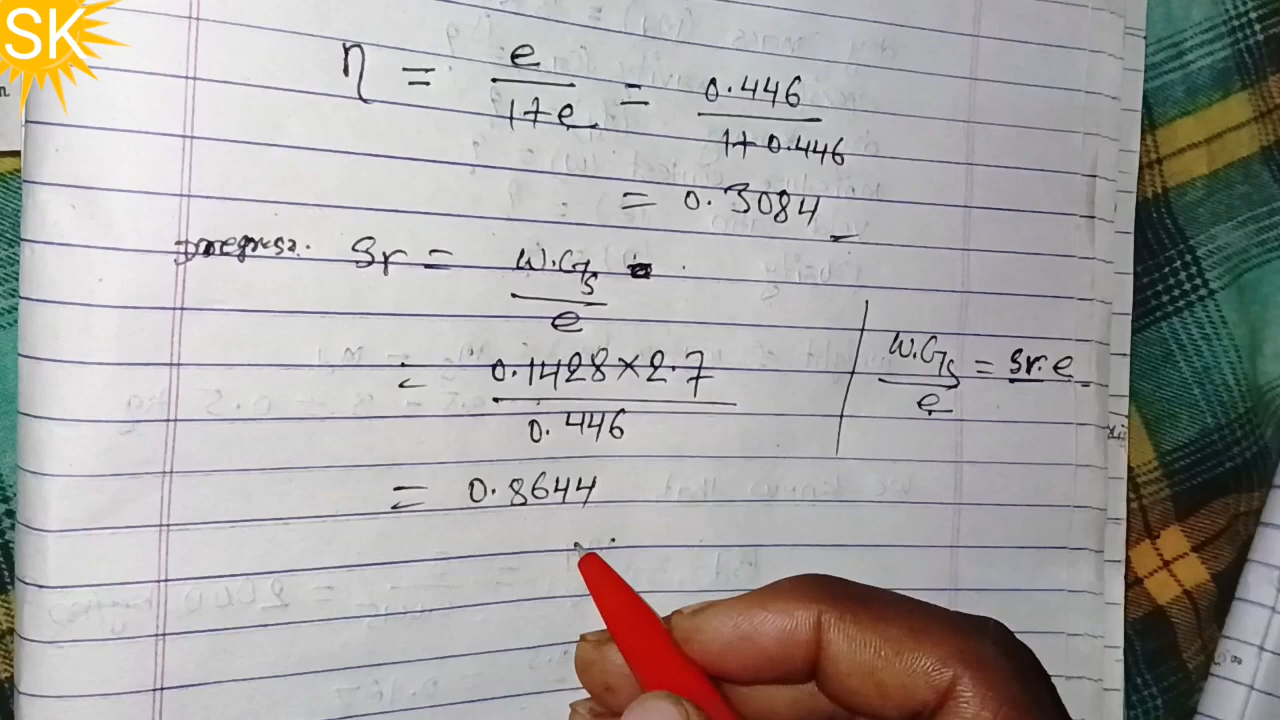 SK
η = e/(1+e) = 0.446/(1+0.446)
= 0.3084
Sr = w.Gs/e
= 0.1428×2.7/0.446
w.Gs/e = Sr.e
= 0.8644